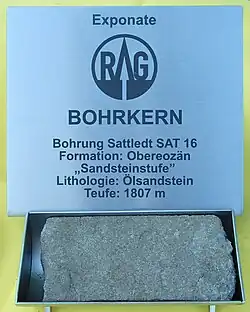 Exponate
RAG
BOHRKERN
Bohrung Sattledt SAT 16
Formation: Obereozän
„Sandsteinstufe”
Lithologie: Ölsandstein
Teufe: 1807 m